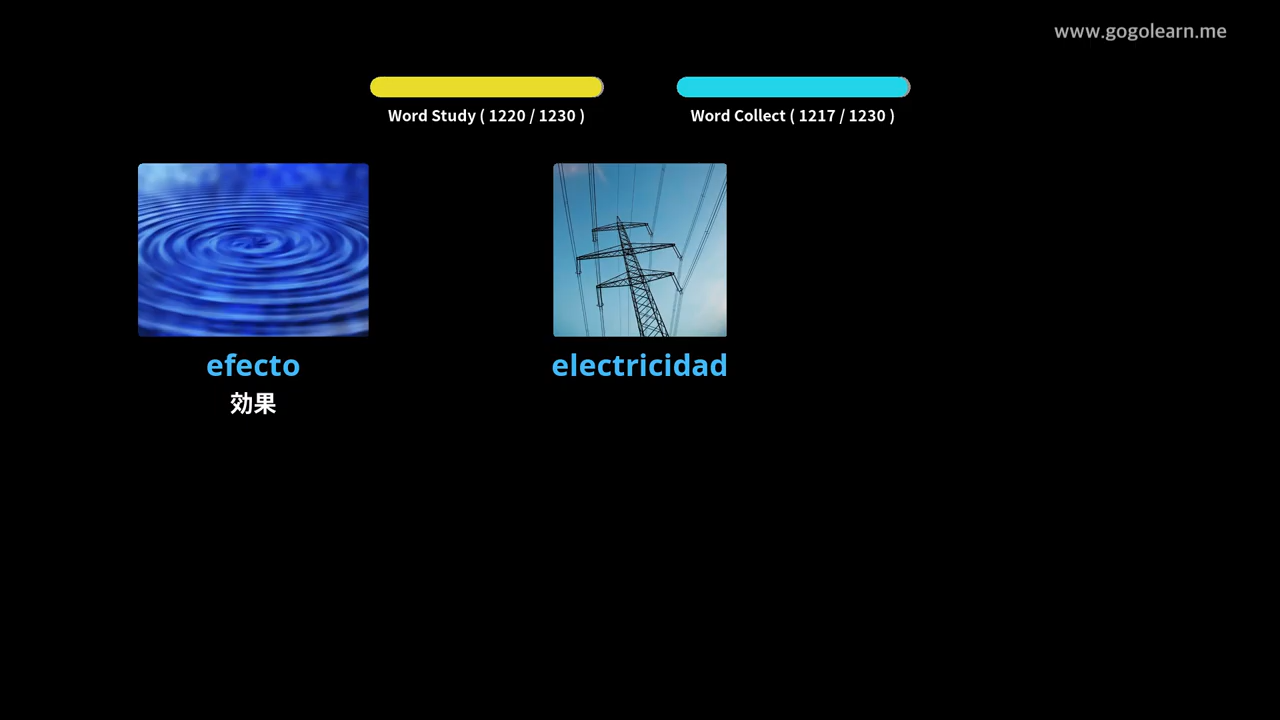 www.gogolearn.me
Word Study ( 1220 / 1230 )
Word Collect ( 1217 / 1230 )
efecto
効果
electricidad